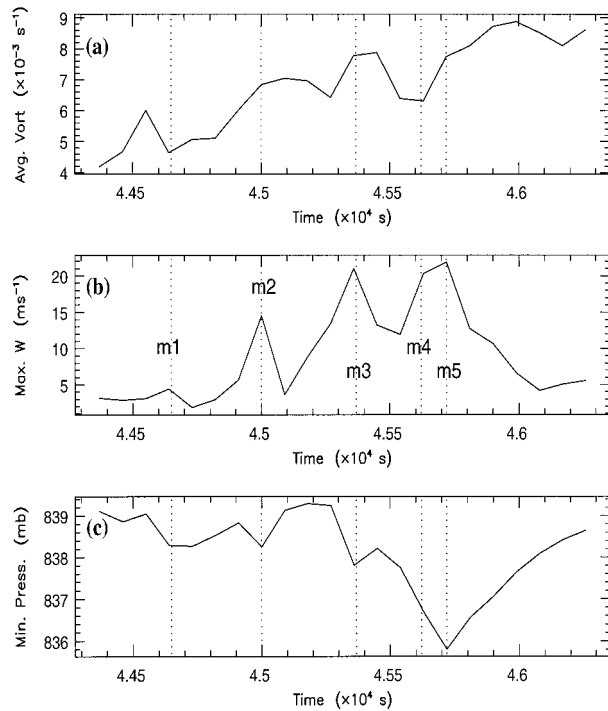 (a)
Avg. Vort (×10⁻³ s⁻¹)
9
8
7
6
5
4
4.45 4.5 4.55 4.6
Time (×10⁴ s)
(b)
Max. W (ms⁻¹)
20
15
10
5
m1 m2 m3 m4 m5
4.45 4.5 4.55 4.6
Time (×10⁴ s)
(c)
Min. Press. (mb)
839
838
837
836
4.45 4.5 4.55 4.6
Time (×10⁴ s)